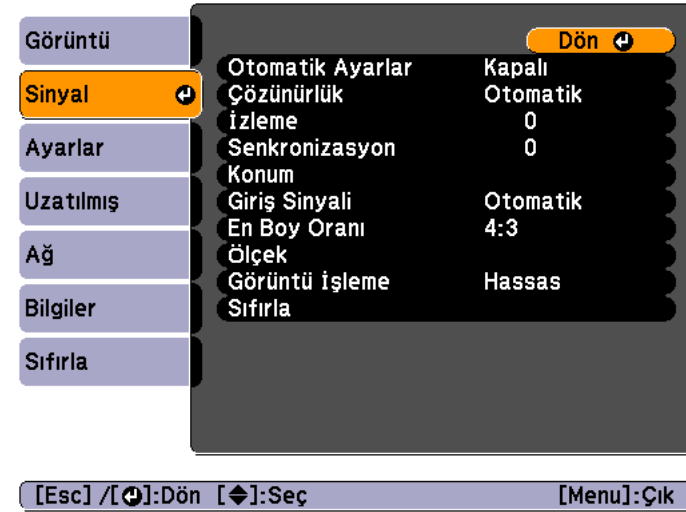 Görüntü
Sinyal
Ayarlar
Uzatılmış
Ağ
Bilgiler
Sıfırla
Dön
Otomatik Ayarlar Kapalı
Çözünürlük Otomatik
İzleme 0
Senkronizasyon 0
Konum
Giriş Sinyali Otomatik
En Boy Oranı 4:3
Ölçek
Görüntü İşleme Hassas
Sıfırla
[Esc] /[⏎]:Dön [◆]:Seç [Menu]:Çık